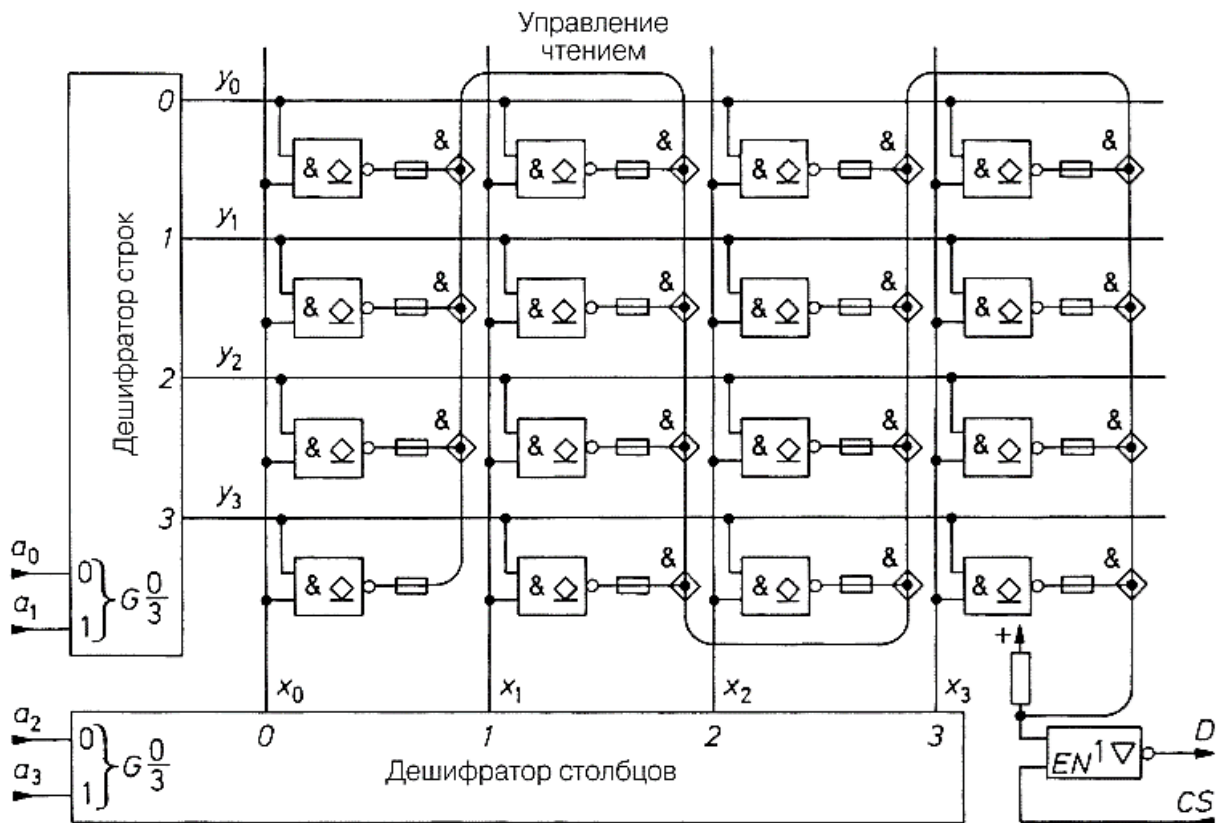 Управление
чтением
Дешифратор строк
0 y0
& & & & & & & &
1 y1
& & & & & & & &
2 y2
& & & & & & & &
3 y3
& & & & & & &
a0 0
a1 1
G 0/3
+
x0 x1 x2 x3
0 1 2 3
a2 0
a3 1
G 0/3
Дешифратор столбцов
EN 1 ▽
D
CS